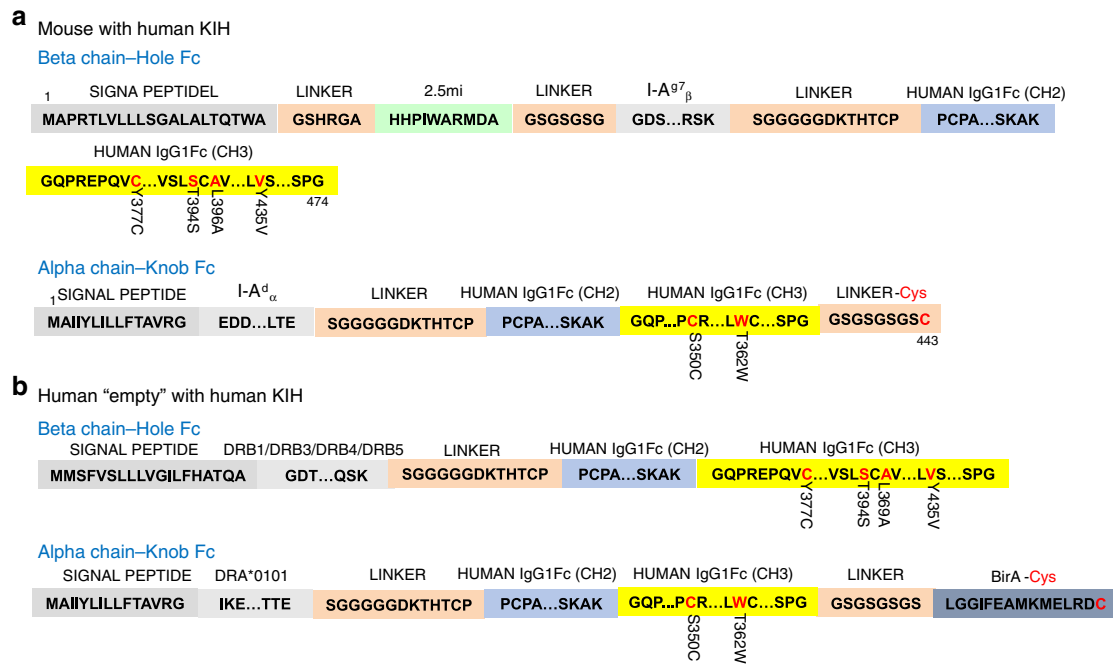 a Mouse with human KIH
Beta chain–Hole Fc
1 SIGNA PEPTIDEL LINKER 2.5mi LINKER I-Ag7β LINKER HUMAN IgG1Fc (CH2)
MAPRTLVLLLSGALALTQTWA GSHRGA HHPIWARMDA GSGSGSG GDS...RSK SGGGGGDKTHTCP PCPA...SKAK
HUMAN IgG1Fc (CH3)
GQPREPQVC...VSLSCAV...LVS...SPG
Y377C T394S L396A Y435V 474
Alpha chain–Knob Fc
1SIGNAL PEPTIDE I-Adα LINKER HUMAN IgG1Fc (CH2) HUMAN IgG1Fc (CH3) LINKER-Cys
MAIIYLILLFTAVRG EDD...LTE SGGGGGDKTHTCP PCPA...SKAK GQP...PCR...LWC...SPG GSGSGSGSC
S350C T362W 443
b Human “empty” with human KIH
Beta chain–Hole Fc
SIGNAL PEPTIDE DRB1/DRB3/DRB4/DRB5 LINKER HUMAN IgG1Fc (CH2) HUMAN IgG1Fc (CH3)
MMSFVSLLLVGILFHATQA GDT...QSK SGGGGGDKTHTCP PCPA...SKAK GQPREPQVC...VSLSCAV...LVS...SPG
Y377C T394S L369A Y435V
Alpha chain–Knob Fc
SIGNAL PEPTIDE DRA*0101 LINKER HUMAN IgG1Fc (CH2) HUMAN IgG1Fc (CH3) LINKER BirA -Cys
MAIIYLILLFTAVRG IKE...TTE SGGGGGDKTHTCP PCPA...SKAK GQP...PCR...LWC...SPG GSGSGSGS LGGIFEAMKMELRDC
S350C T362W